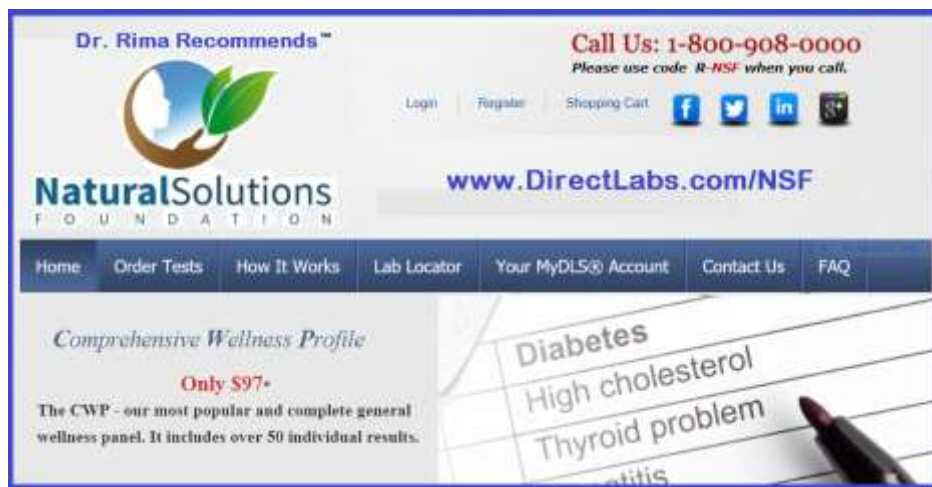 Dr. Rima Recommends™
Call Us: 1-800-908-0000
Please use code R-NSF when you call.
Login
Register
Shopping Cart
f
in
g+
NaturalSolutions
FOUNDATION
www.DirectLabs.com/NSF
Home
Order Tests
How It Works
Lab Locator
Your MyDLS® Account
Contact Us
FAQ
Comprehensive Wellness Profile
Only $97*
The CWP - our most popular and complete general
wellness panel. It includes over 50 individual results.
Diabetes
High cholesterol
Thyroid problem